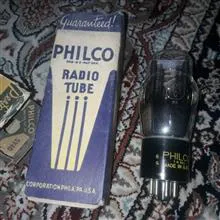 Guaranteed!
PHILCO
RADIO
TUBE
CORPORATION PHILA. PA. U.S.A.
PHILCO
MADE IN U.S.A.